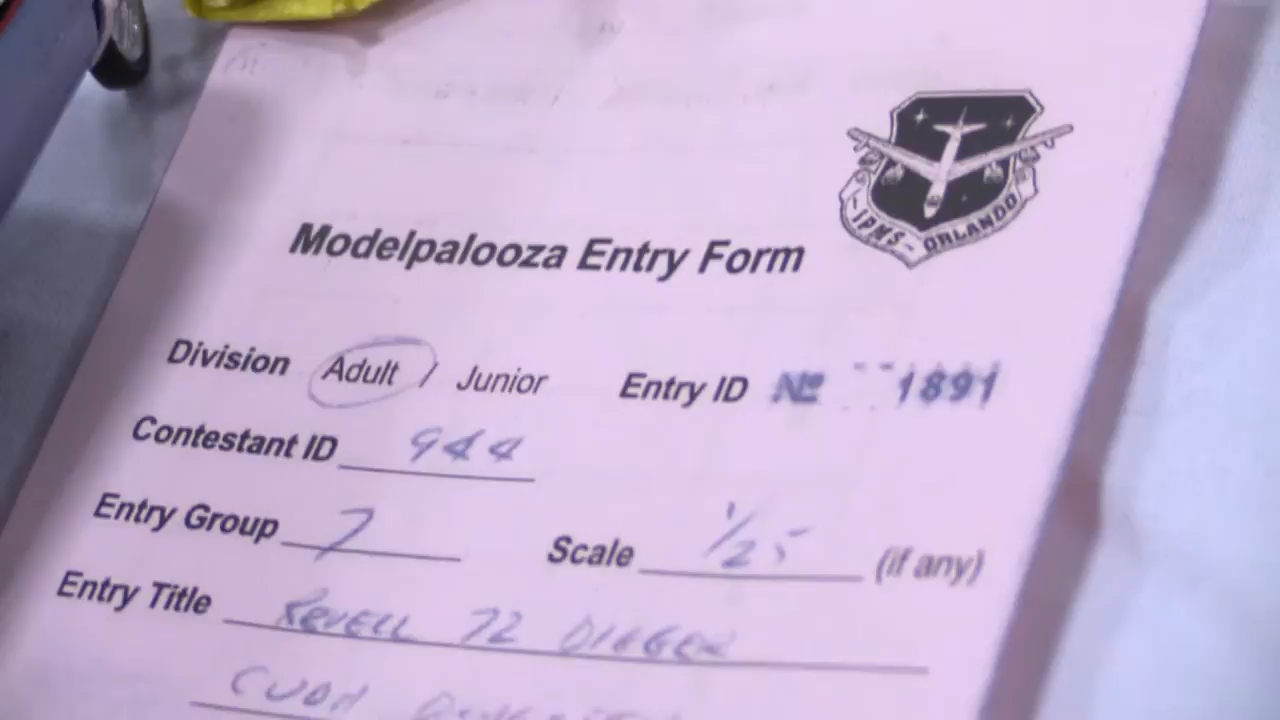 ~IPMS~ ORLANDO
Modelpalooza Entry Form
Division Adult / Junior Entry ID № 1891
Contestant ID 944
Entry Group 7 Scale 1/25 (if any)
Entry Title REVELL 72 DIGGER
CUDA